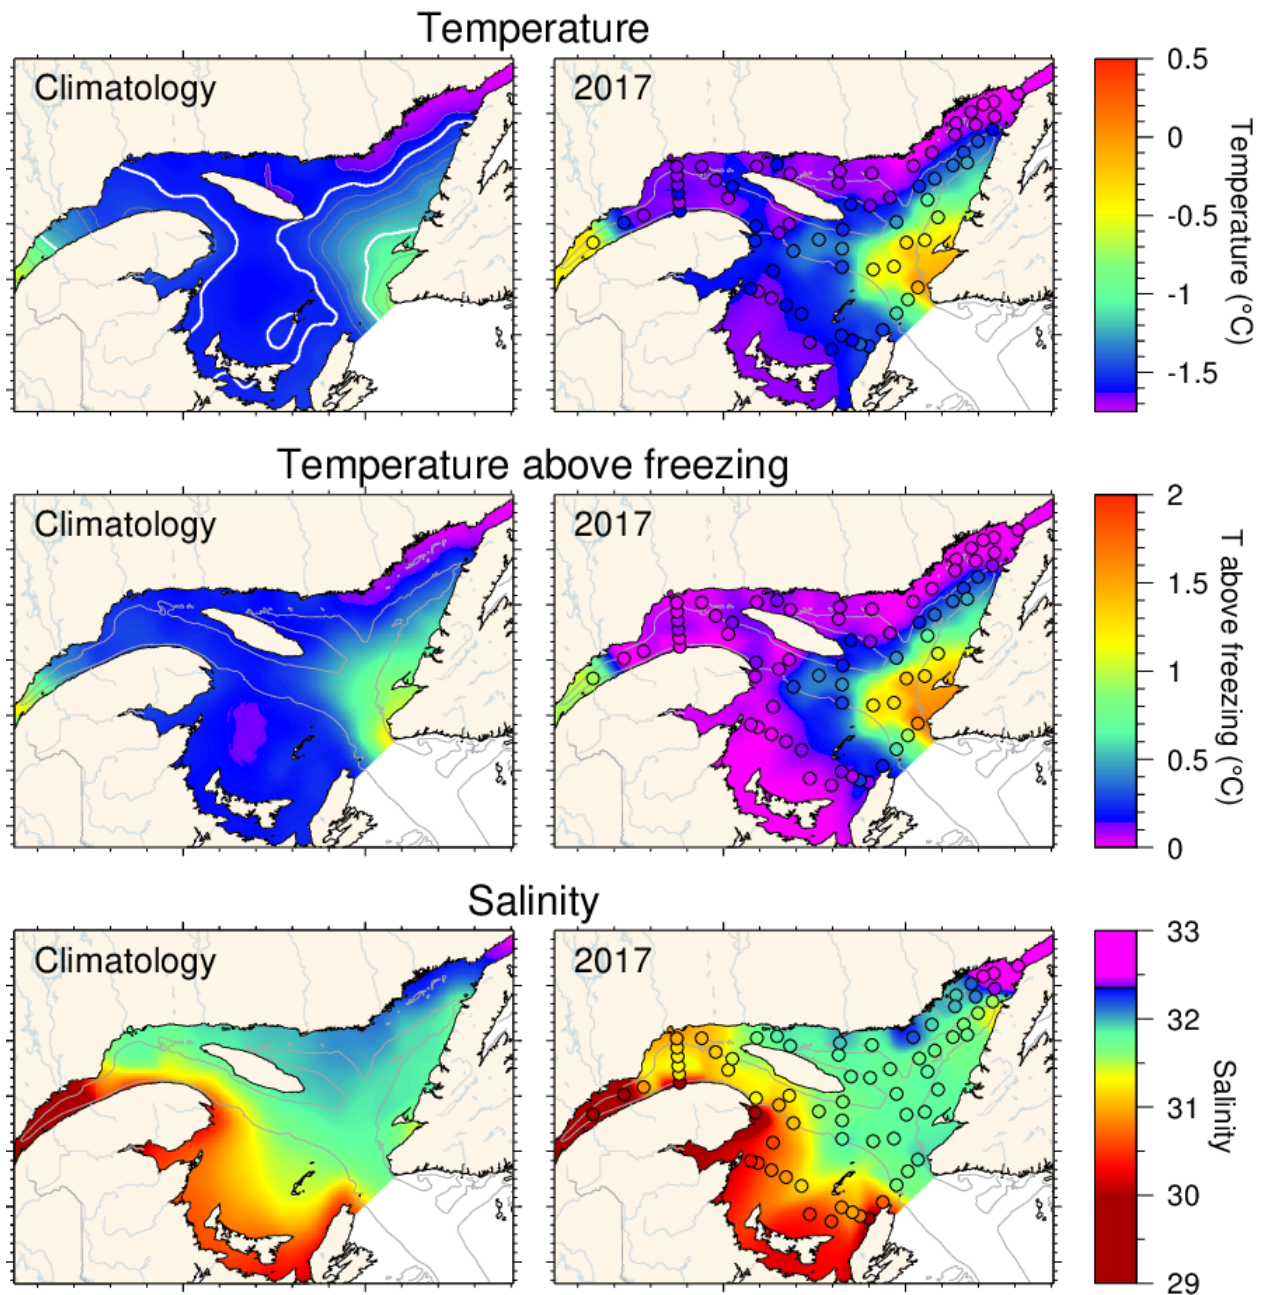 Temperature
Climatology
2017
0.5
0
-0.5
-1
-1.5
Temperature (°C)
Temperature above freezing
Climatology
2017
2
1.5
1
0.5
0
T above freezing (°C)
Salinity
Climatology
2017
33
32
31
30
29
Salinity